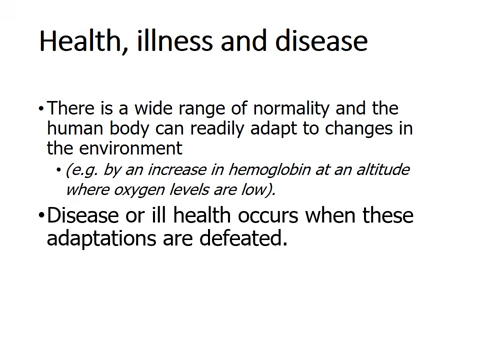 Health, illness and disease
•There is a wide range of normality and the
human body can readily adapt to changes in
the environment
• (e.g. by an increase in hemoglobin at an altitude
where oxygen levels are low).
•Disease or ill health occurs when these
adaptations are defeated.